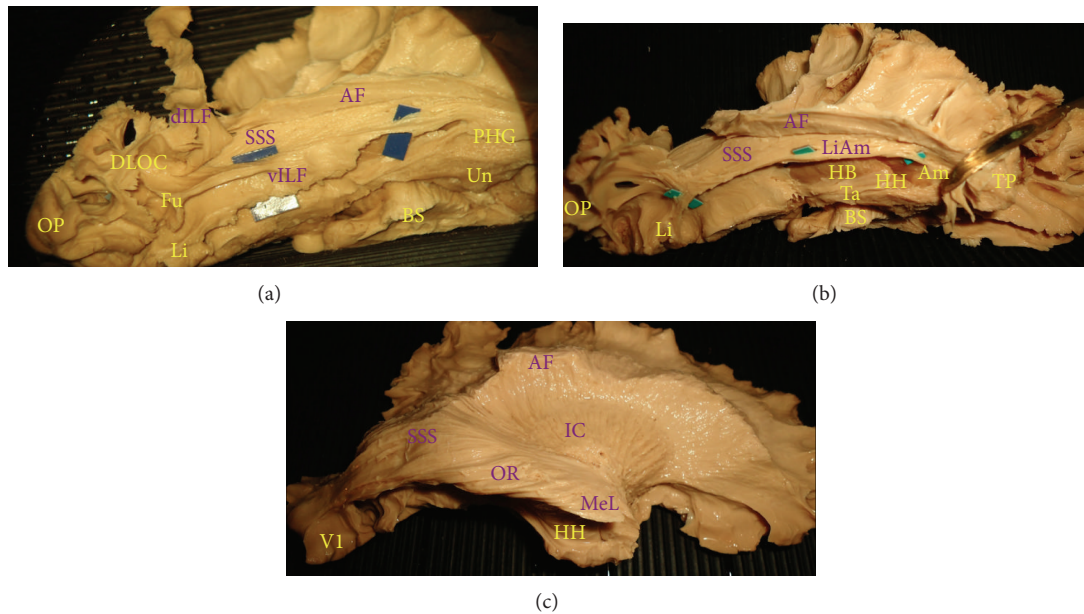 AF
dILF
SSS
PHG
DLOC
vILF
Un
Fu
BS
OP
Li
(a)
AF
SSS
LiAm
HB
HH
Am
TP
Ta
OP
BS
Li
(b)
AF
IC
SSS
OR
MeL
HH
V1
(c)